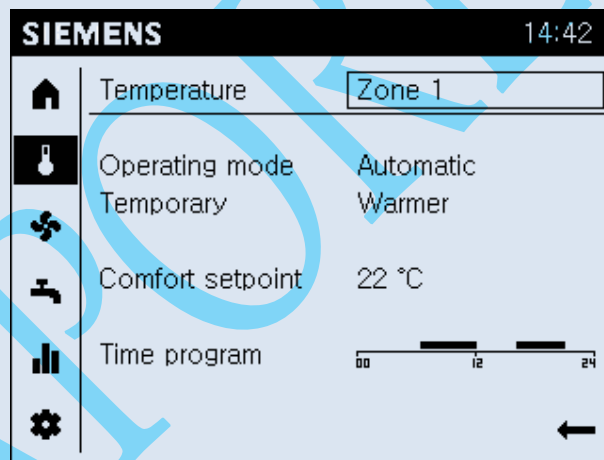 SIEMENS 14:42
Temperature Zone 1
Operating mode Automatic
Temporary Warmer
Comfort setpoint 22 °C
Time program
00 12 24